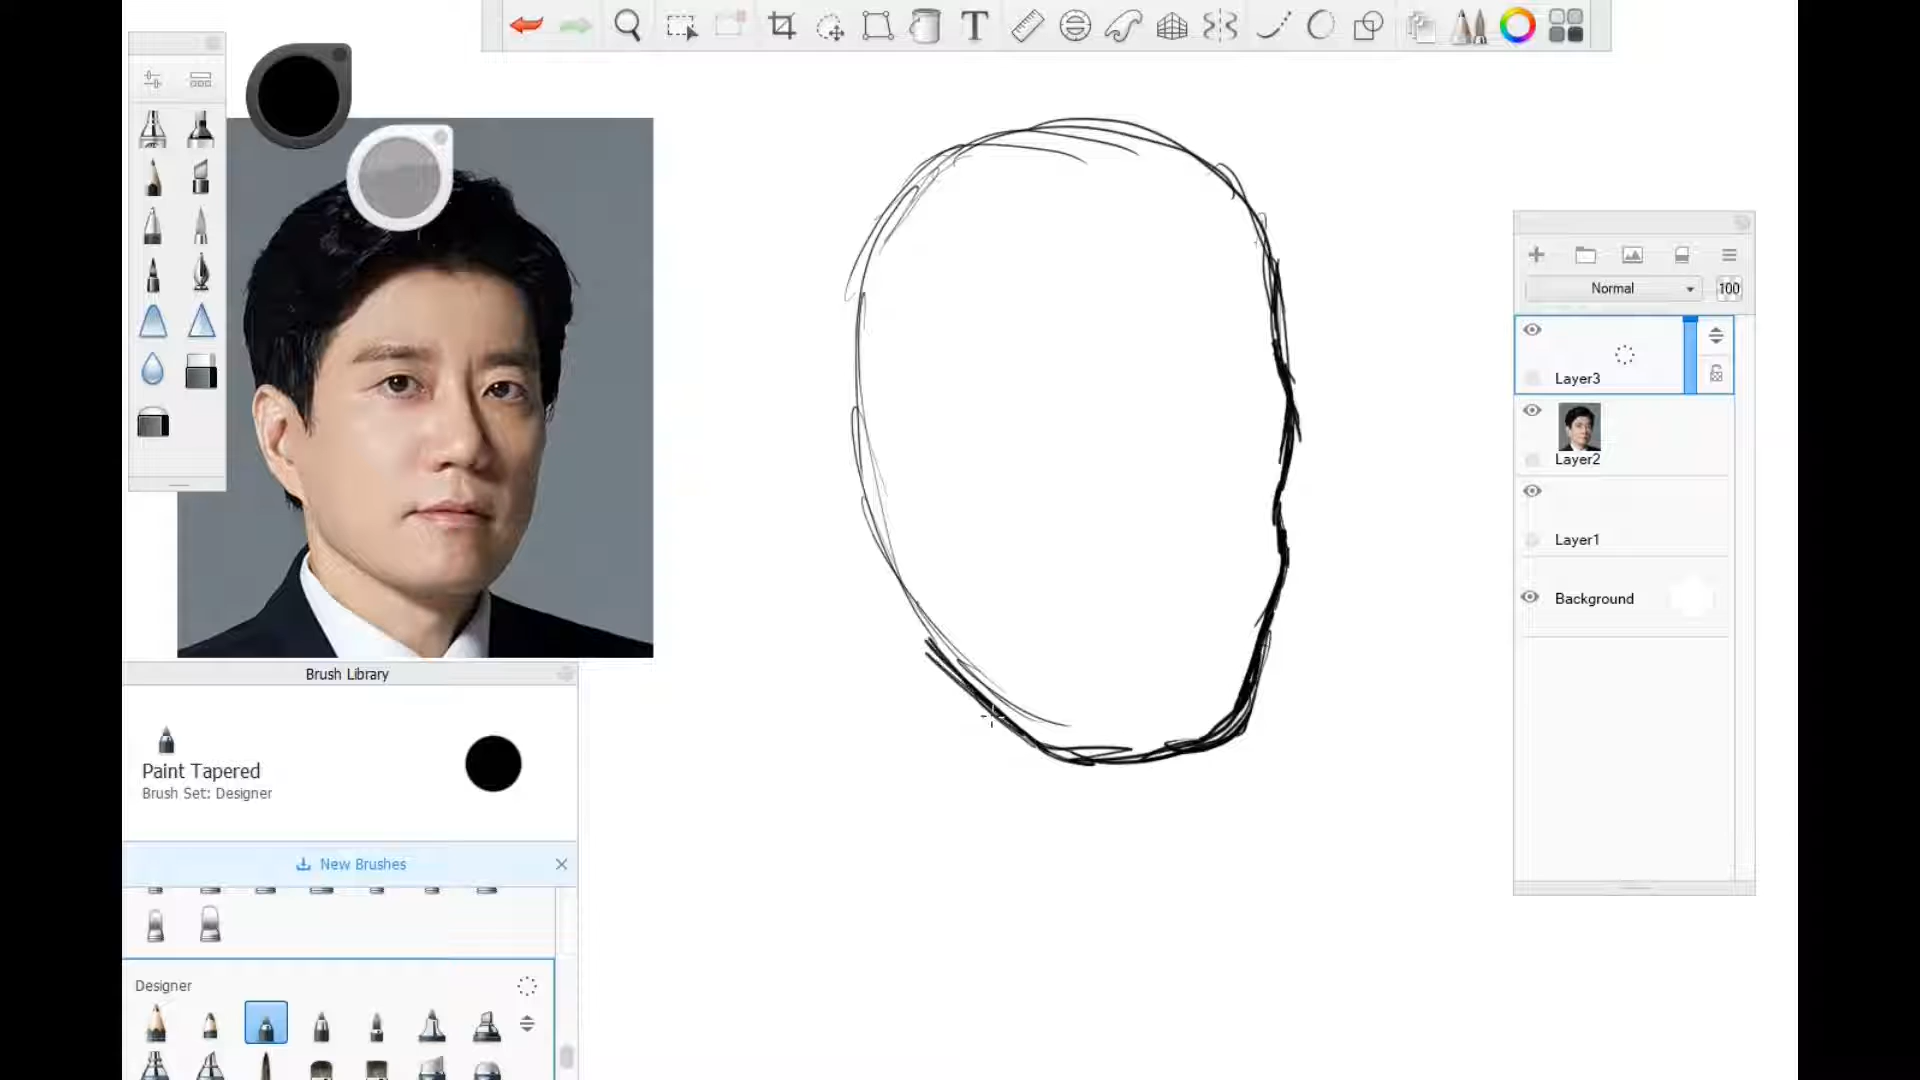 Normal
100
Layer3
Layer2
Layer1
Background
Brush Library
Paint Tapered
Brush Set: Designer
New Brushes
Designer